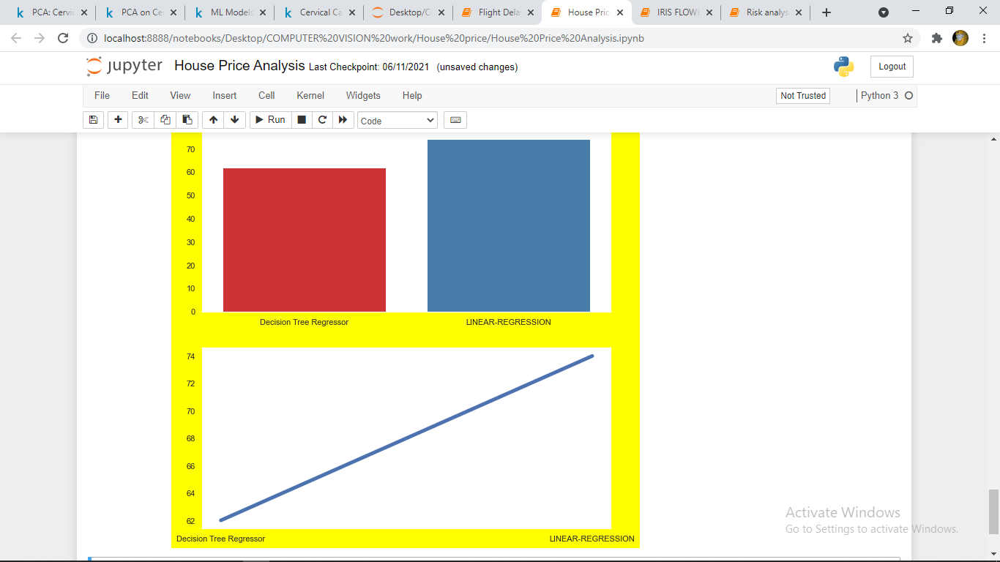 PCA: Cervi
PCA on Ce
ML Models
Cervical Ca
Desktop/C
Flight Dela
House Pric
IRIS FLOWE
Risk analys
localhost:8888/notebooks/Desktop/COMPUTER%20VISION%20work/House%20price/House%20Price%20Analysis.ipynb
jupyter House Price Analysis Last Checkpoint: 06/11/2021 (unsaved changes)
Logout
File Edit View Insert Cell Kernel Widgets Help
Not Trusted
Python 3
Run
Code
70
60
50
40
30
20
10
0
Decision Tree Regressor LINEAR-REGRESSION
74
72
70
68
66
64
62
Decision Tree Regressor LINEAR-REGRESSION
Activate Windows
Go to Settings to activate Windows.